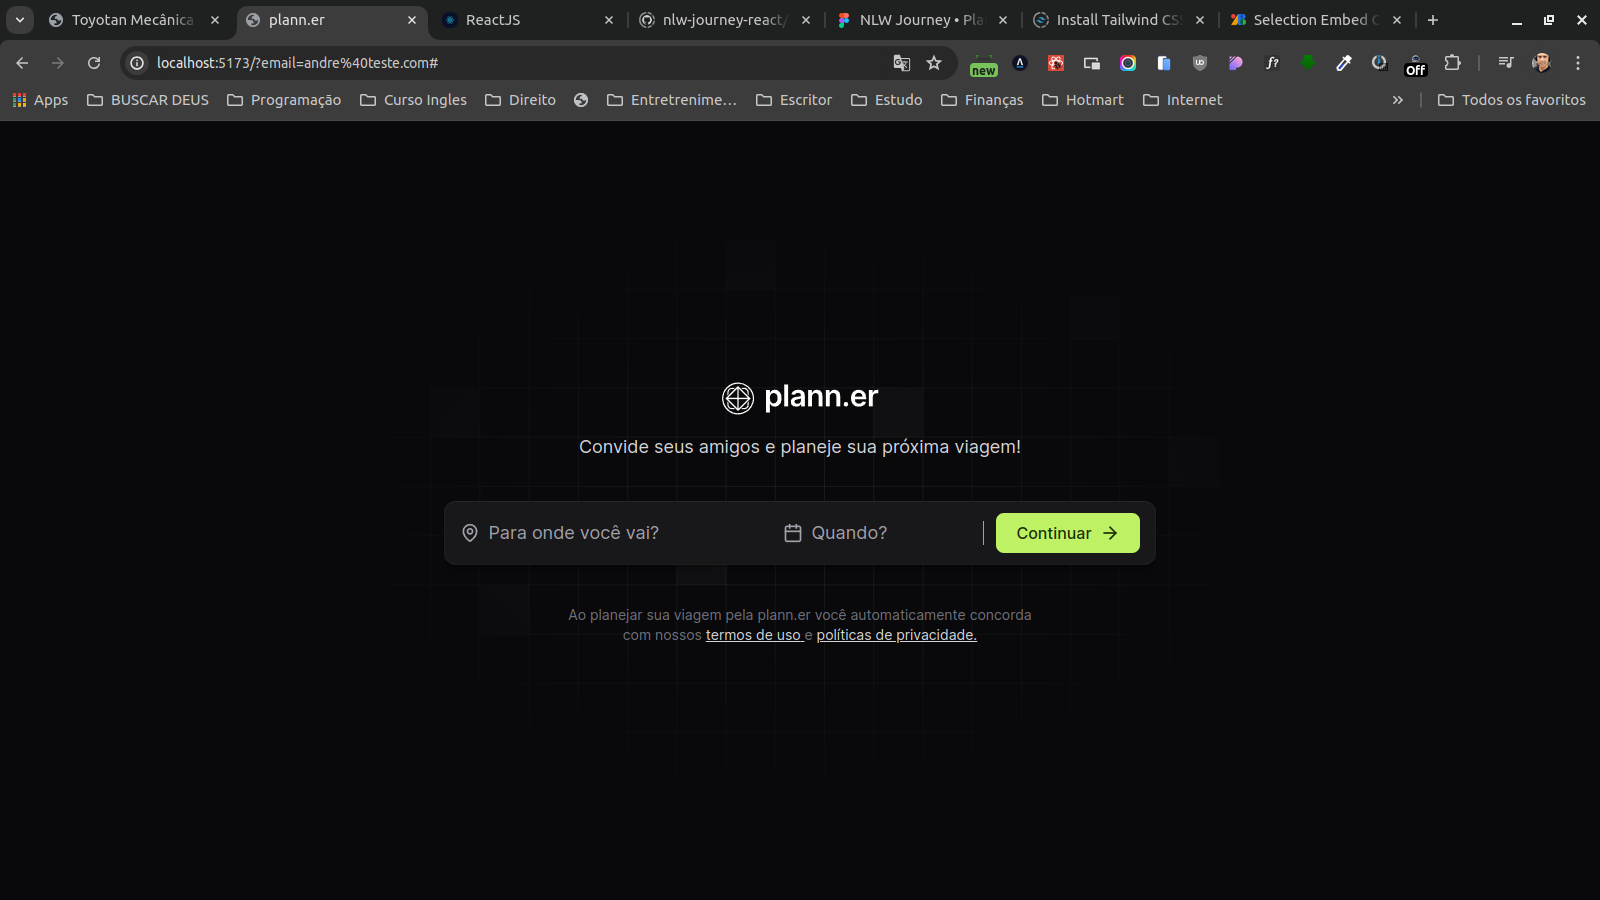 Toyotan Mecânica
plann.er
ReactJS
nlw-journey-react/
NLW Journey • Pla
Install Tailwind CSS
Selection Embed C
localhost:5173/?email=andre%40teste.com#
new
UD
f?
Off
Apps
BUSCAR DEUS
Programação
Curso Ingles
Direito
Entretenime...
Escritor
Estudo
Finanças
Hotmart
Internet
Todos os favoritos
plann.er
Convide seus amigos e planeje sua próxima viagem!
Para onde você vai?
Quando?
Continuar
Ao planejar sua viagem pela plann.er você automaticamente concorda
com nossos termos de uso e políticas de privacidade.